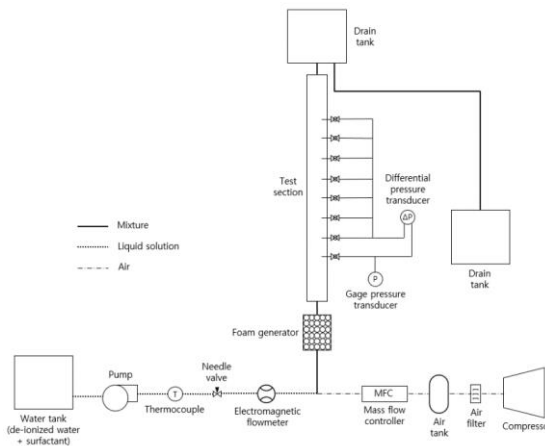 Drain
tank
Test
section
Differential
pressure
transducer
ΔP
P
Gage pressure
transducer
Drain
tank
Mixture
Liquid solution
Air
Foam generator
Pump
Needle
valve
T
Thermocouple
Electromagnetic
flowmeter
MFC
Mass flow
controller
Air
tank
Air
filter
Compresso
Water tank
(de-ionized water
+ surfactant)